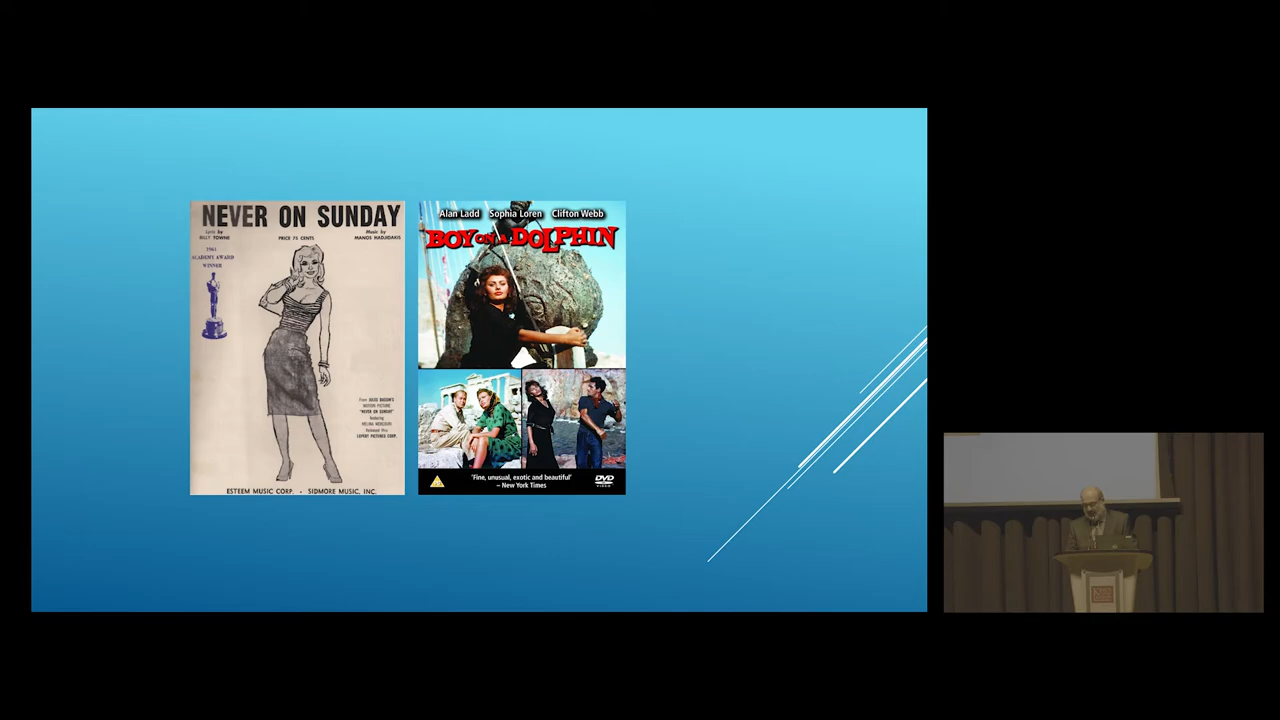 NEVER ON SUNDAY
Lyric by
BILLY TOWNE
PRICE 75 CENTS
Music by
MANOS HADJIDAKIS
1961
ACADEMY AWARD
WINNER
From JULES DASSIN'S
MOTION PICTURE
"NEVER ON SUNDAY"
featuring
MELINA MERCOURI
Released thru
LOPERT PICTURES CORP.
ESTEEM MUSIC CORP. • SIDMORE MUSIC, INC.
Alan Ladd Sophia Loren Clifton Webb
BOY ON A DOLPHIN
'Fine, unusual, exotic and beautiful'
– New York Times
PG
DVD
VIDEO